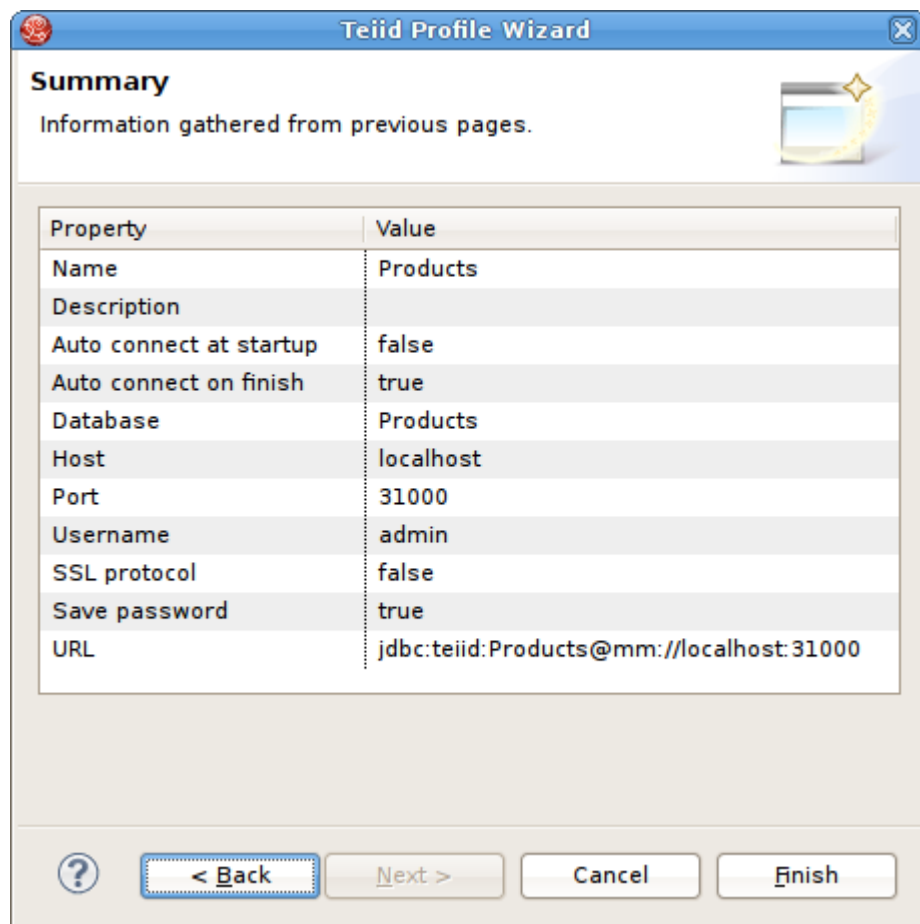 Teiid Profile Wizard
Summary
Information gathered from previous pages.
Property Value
Name Products
Description
Auto connect at startup false
Auto connect on finish true
Database Products
Host localhost
Port 31000
Username admin
SSL protocol false
Save password true
URL jdbc:teiid:Products@mm://localhost:31000
? < Back Next > Cancel Finish